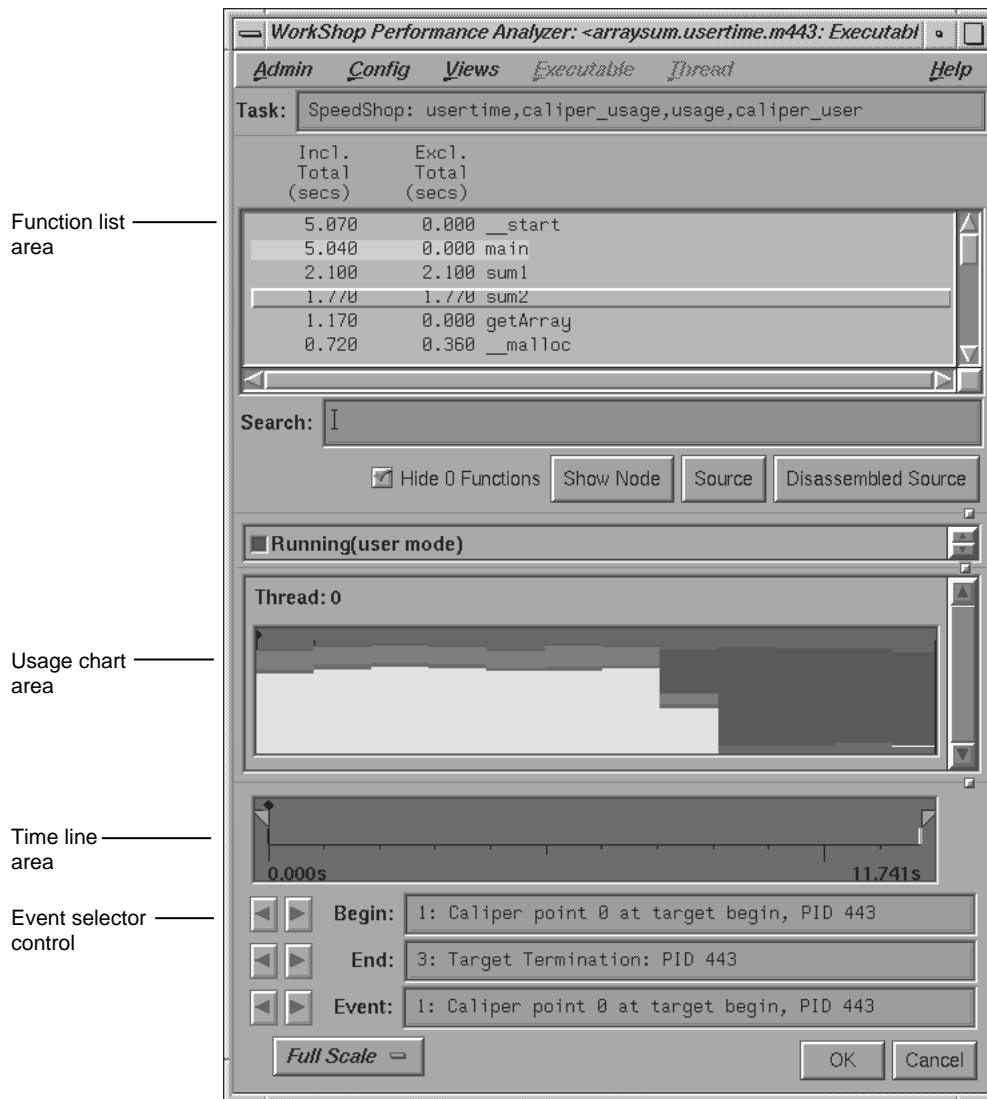 WorkShop Performance Analyzer: <arraysum.usertime.m443: Executabl
Admin Config Views Executable Thread Help
Task: SpeedShop: usertime,caliper_usage,usage,caliper_user
Incl. Excl.
Total Total
(secs) (secs)
Function list
area
5.070 0.000 __start
5.040 0.000 main
2.100 2.100 sum1
1.770 1.770 sum2
1.170 0.000 getArray
0.720 0.360 __malloc
Search:
Hide 0 Functions Show Node Source Disassembled Source
Running(user mode)
Thread: 0
Usage chart
area
Time line
area
0.000s 11.741s
Event selector
control
Begin: 1: Caliper point 0 at target begin, PID 443
End: 3: Target Termination: PID 443
Event: 1: Caliper point 0 at target begin, PID 443
Full Scale OK Cancel